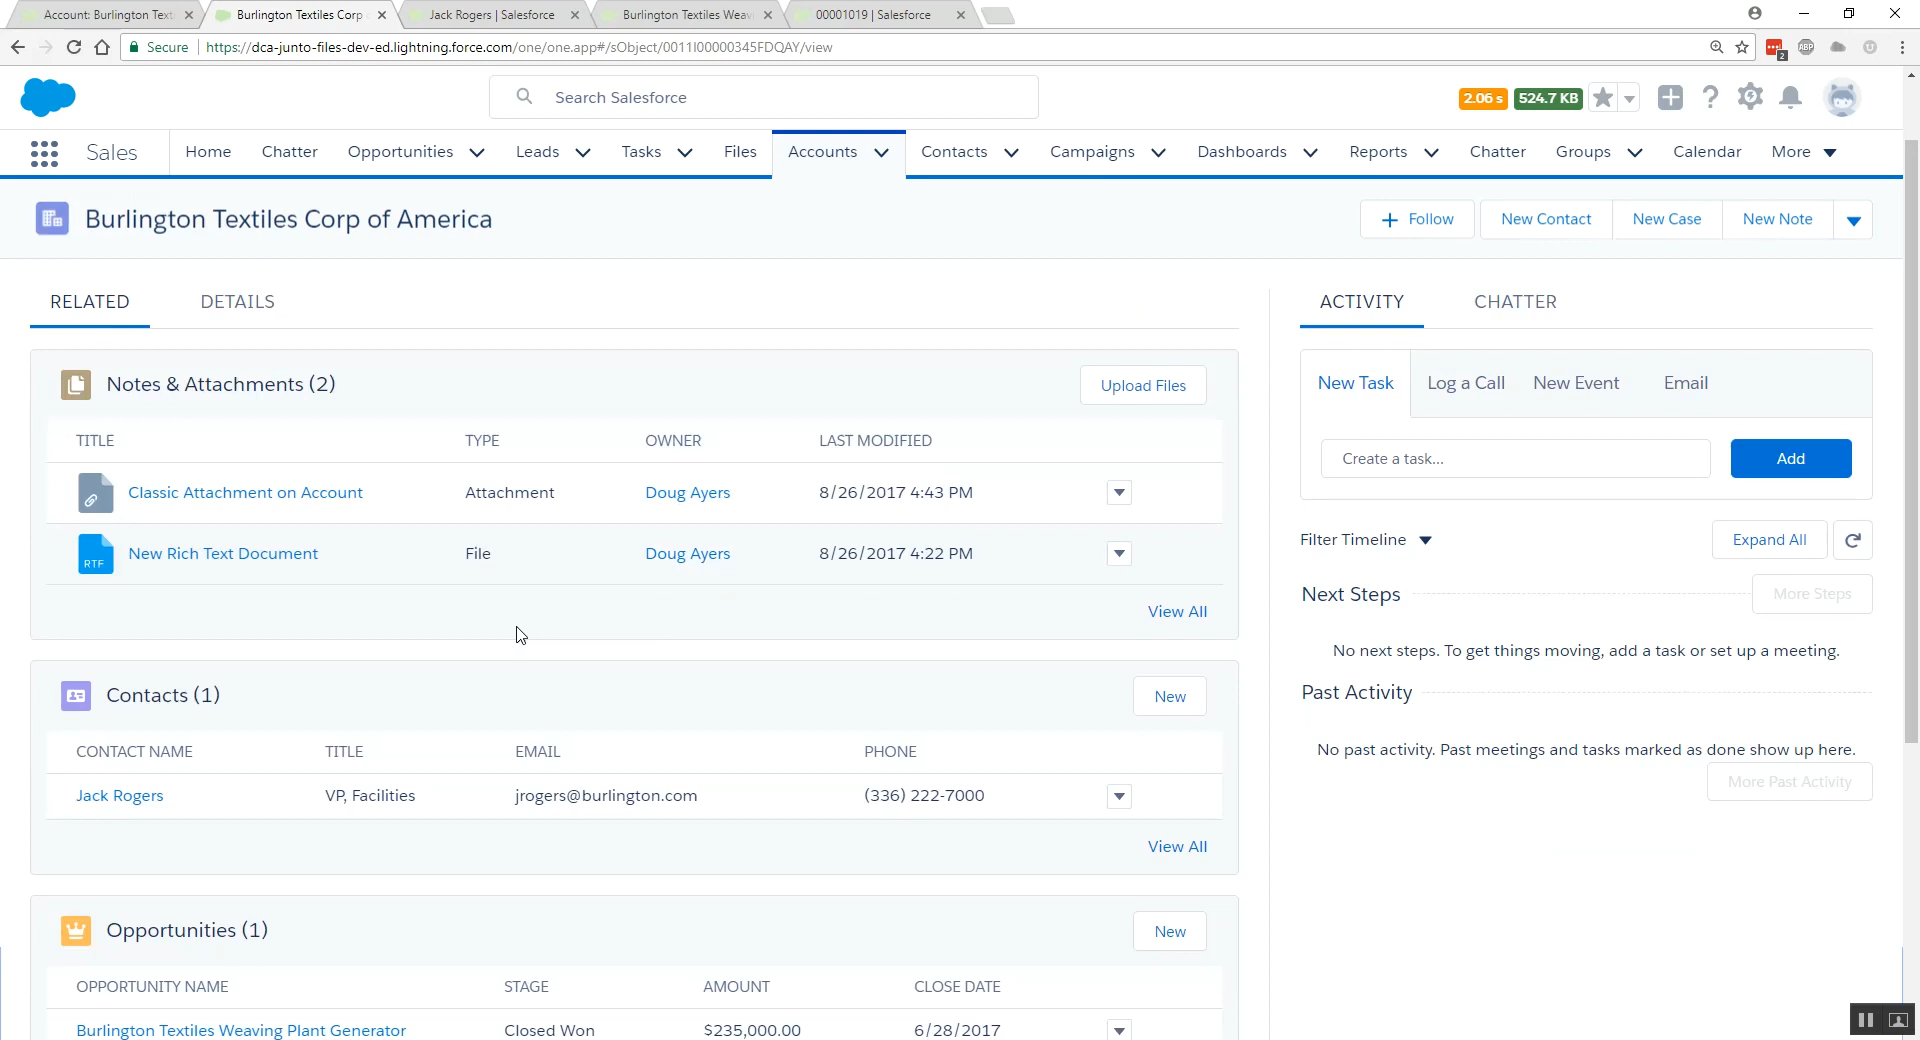 Account: Burlington Text
Burlington Textiles Corp
Jack Rogers | Salesforce
Burlington Textiles Weav
00001019 | Salesforce
Secure https://dca-junto-files-dev-ed.lightning.force.com/one/one.app#/sObject/0011I00000345FDQAY/view
2
ABP
Search Salesforce
2.06 s 524.7 KB
Sales Home Chatter Opportunities Leads Tasks Files Accounts Contacts Campaigns Dashboards Reports Chatter Groups Calendar More
Burlington Textiles Corp of America
Follow New Contact New Case New Note
RELATED DETAILS
Notes & Attachments (2)
Upload Files
TITLE TYPE OWNER LAST MODIFIED
Classic Attachment on Account Attachment Doug Ayers 8/26/2017 4:43 PM
RTF New Rich Text Document File Doug Ayers 8/26/2017 4:22 PM
View All
Contacts (1)
New
CONTACT NAME TITLE EMAIL PHONE
Jack Rogers VP, Facilities jrogers@burlington.com (336) 222-7000
View All
Opportunities (1)
New
OPPORTUNITY NAME STAGE AMOUNT CLOSE DATE
Burlington Textiles Weaving Plant Generator Closed Won $235,000.00 6/28/2017
ACTIVITY CHATTER
New Task Log a Call New Event Email
Create a task... Add
Filter Timeline Expand All
Next Steps More Steps
No next steps. To get things moving, add a task or set up a meeting.
Past Activity
No past activity. Past meetings and tasks marked as done show up here.
More Past Activity